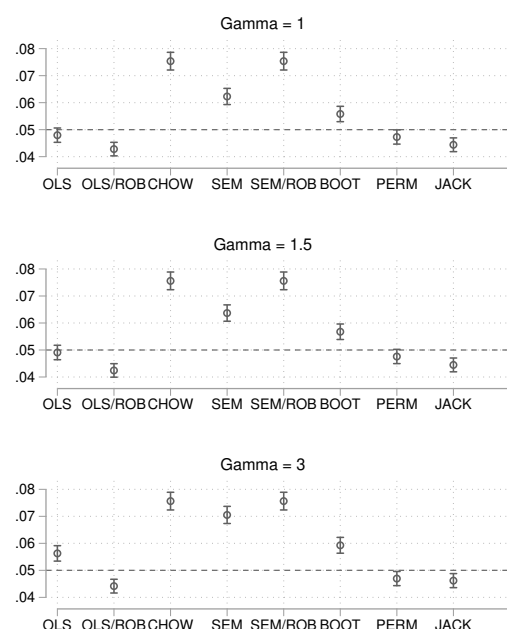 Gamma = 1
.08
.07
.06
.05
.04
OLS OLS/ROB CHOW SEM SEM/ROB BOOT PERM JACK
Gamma = 1.5
.08
.07
.06
.05
.04
OLS OLS/ROB CHOW SEM SEM/ROB BOOT PERM JACK
Gamma = 3
.08
.07
.06
.05
.04
OLS OLS/ROB CHOW SEM SEM/ROB BOOT PERM JACK